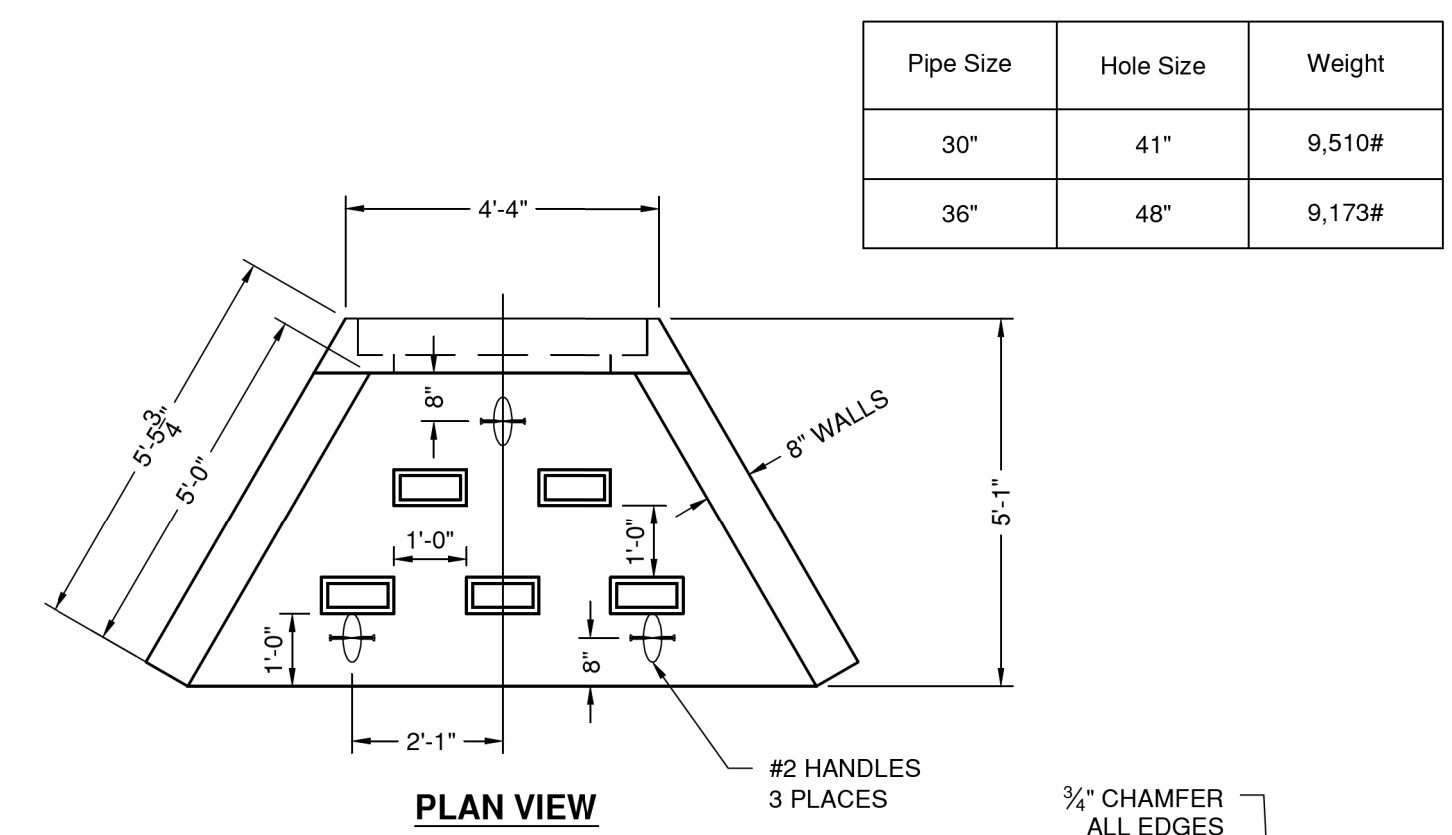 Pipe Size Hole Size Weight
30" 41" 9,510#
36" 48" 9,173#
4'-4"
5'-5 3/4"
5'-0"
8"
8" WALLS
1'-0"
1'-0"
5'-1"
1'-0"
8"
2'-1"
#2 HANDLES
3 PLACES
PLAN VIEW
3/4" CHAMFER
ALL EDGES